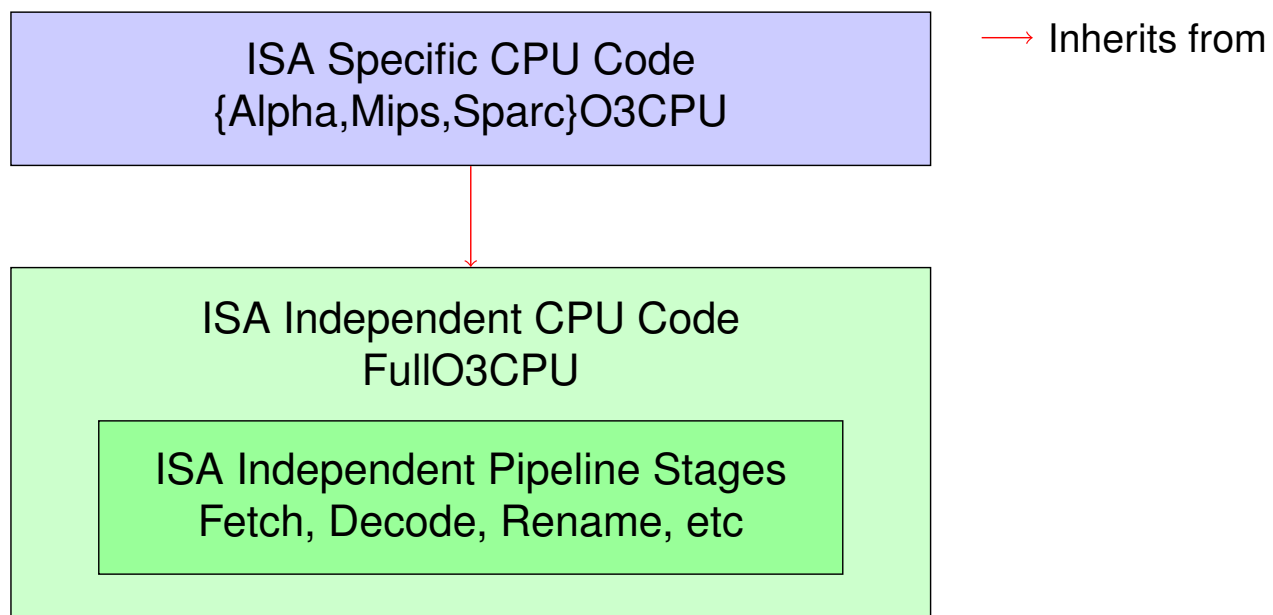 ISA Specific CPU Code
{Alpha,Mips,Sparc}O3CPU
Inherits from
ISA Independent CPU Code
FullO3CPU
ISA Independent Pipeline Stages
Fetch, Decode, Rename, etc